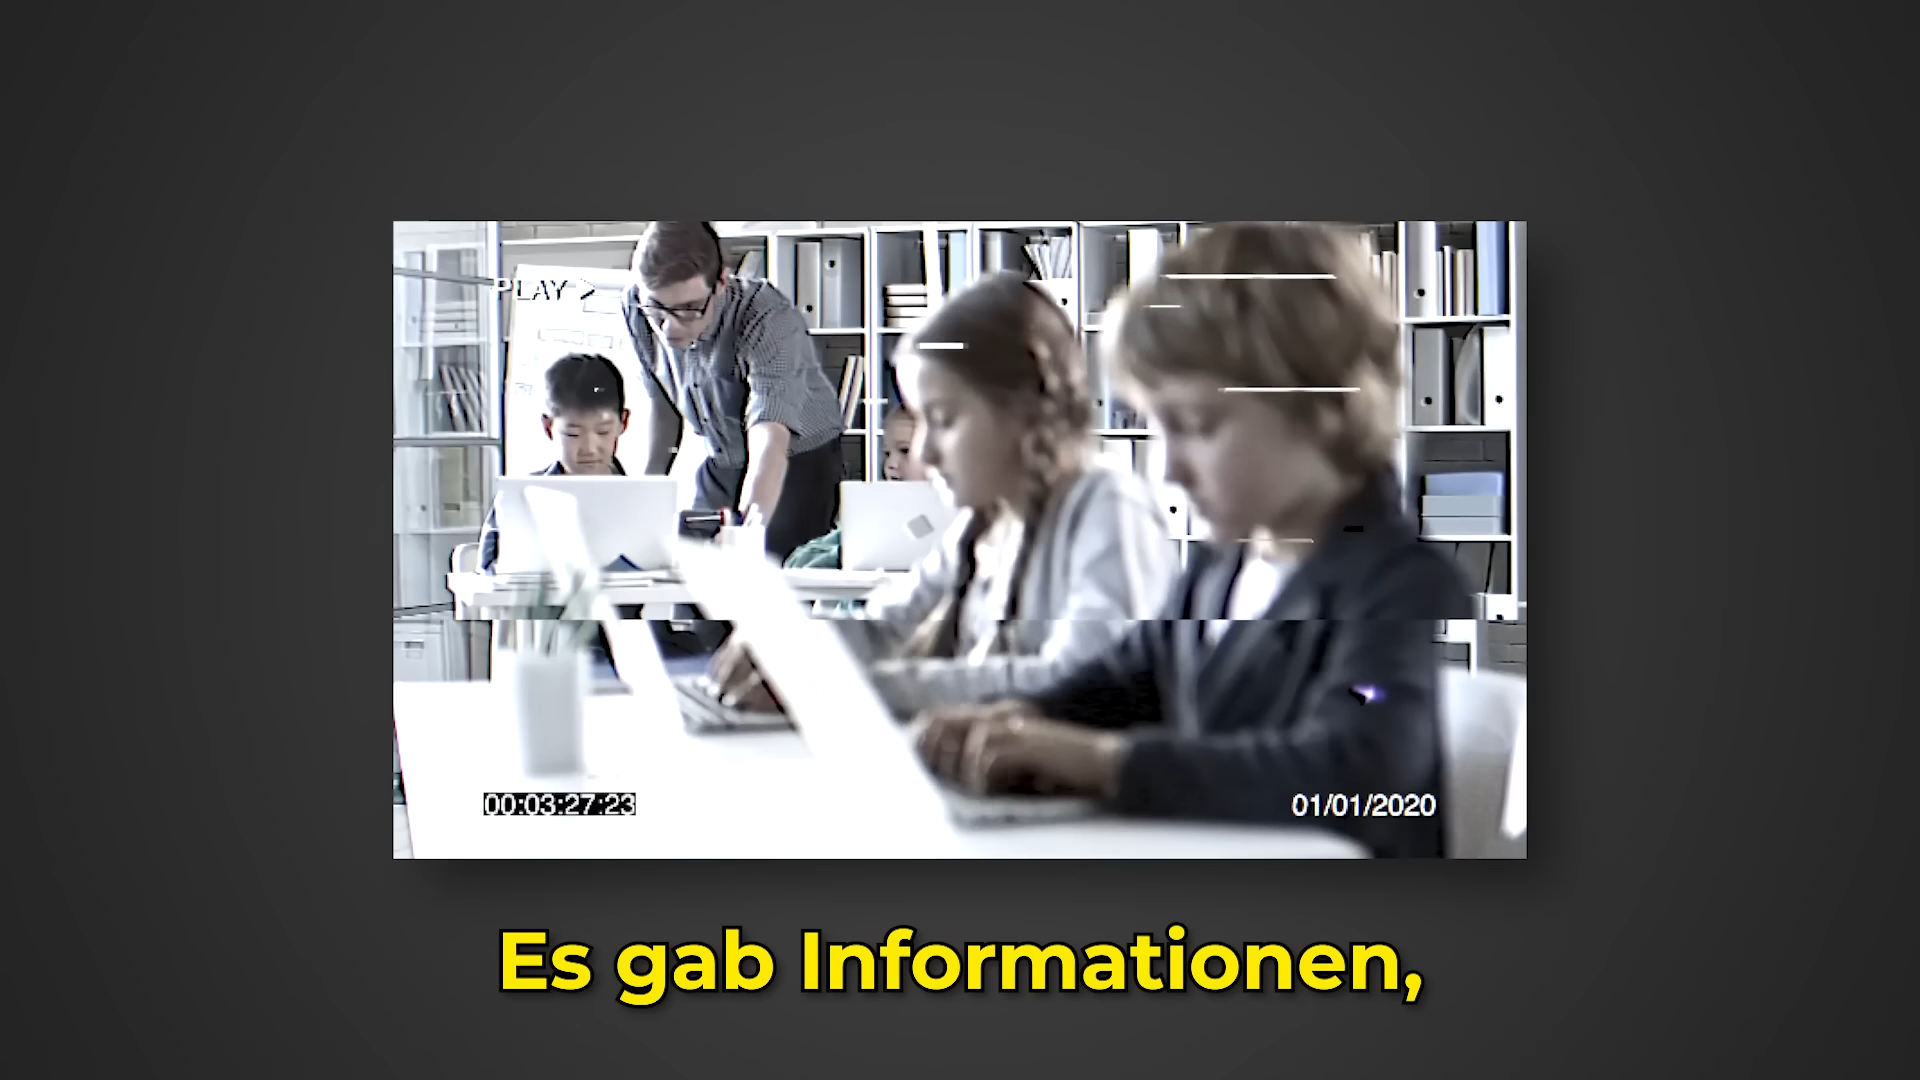 PLAY >
00:03:27:23
01/01/2020
Es gab Informationen,